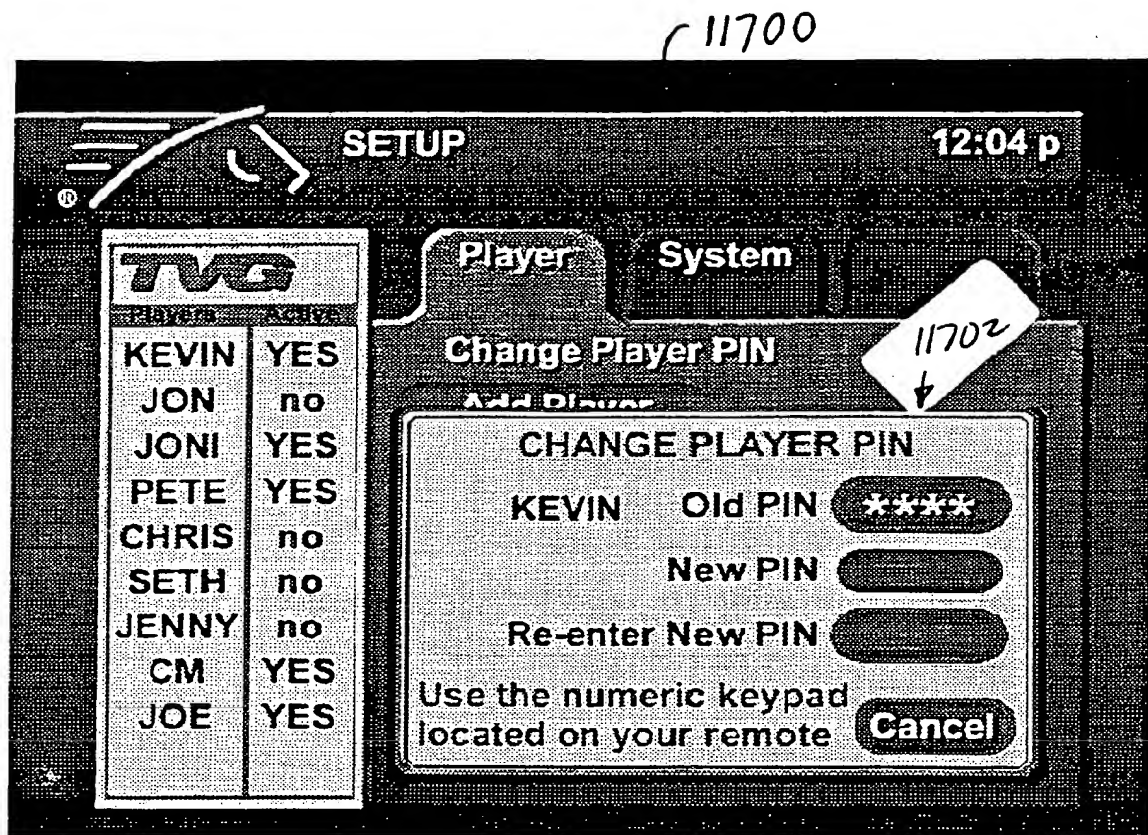 11700
SETUP
12:04 p
®
TVG
Players Active
KEVIN YES
JON no
JONI YES
PETE YES
CHRIS no
SETH no
JENNY no
CM YES
JOE YES
Player System
11702
Change Player PIN
Add Player
CHANGE PLAYER PIN
KEVIN Old PIN ****
New PIN
Re-enter New PIN
Use the numeric keypad
located on your remote
Cancel